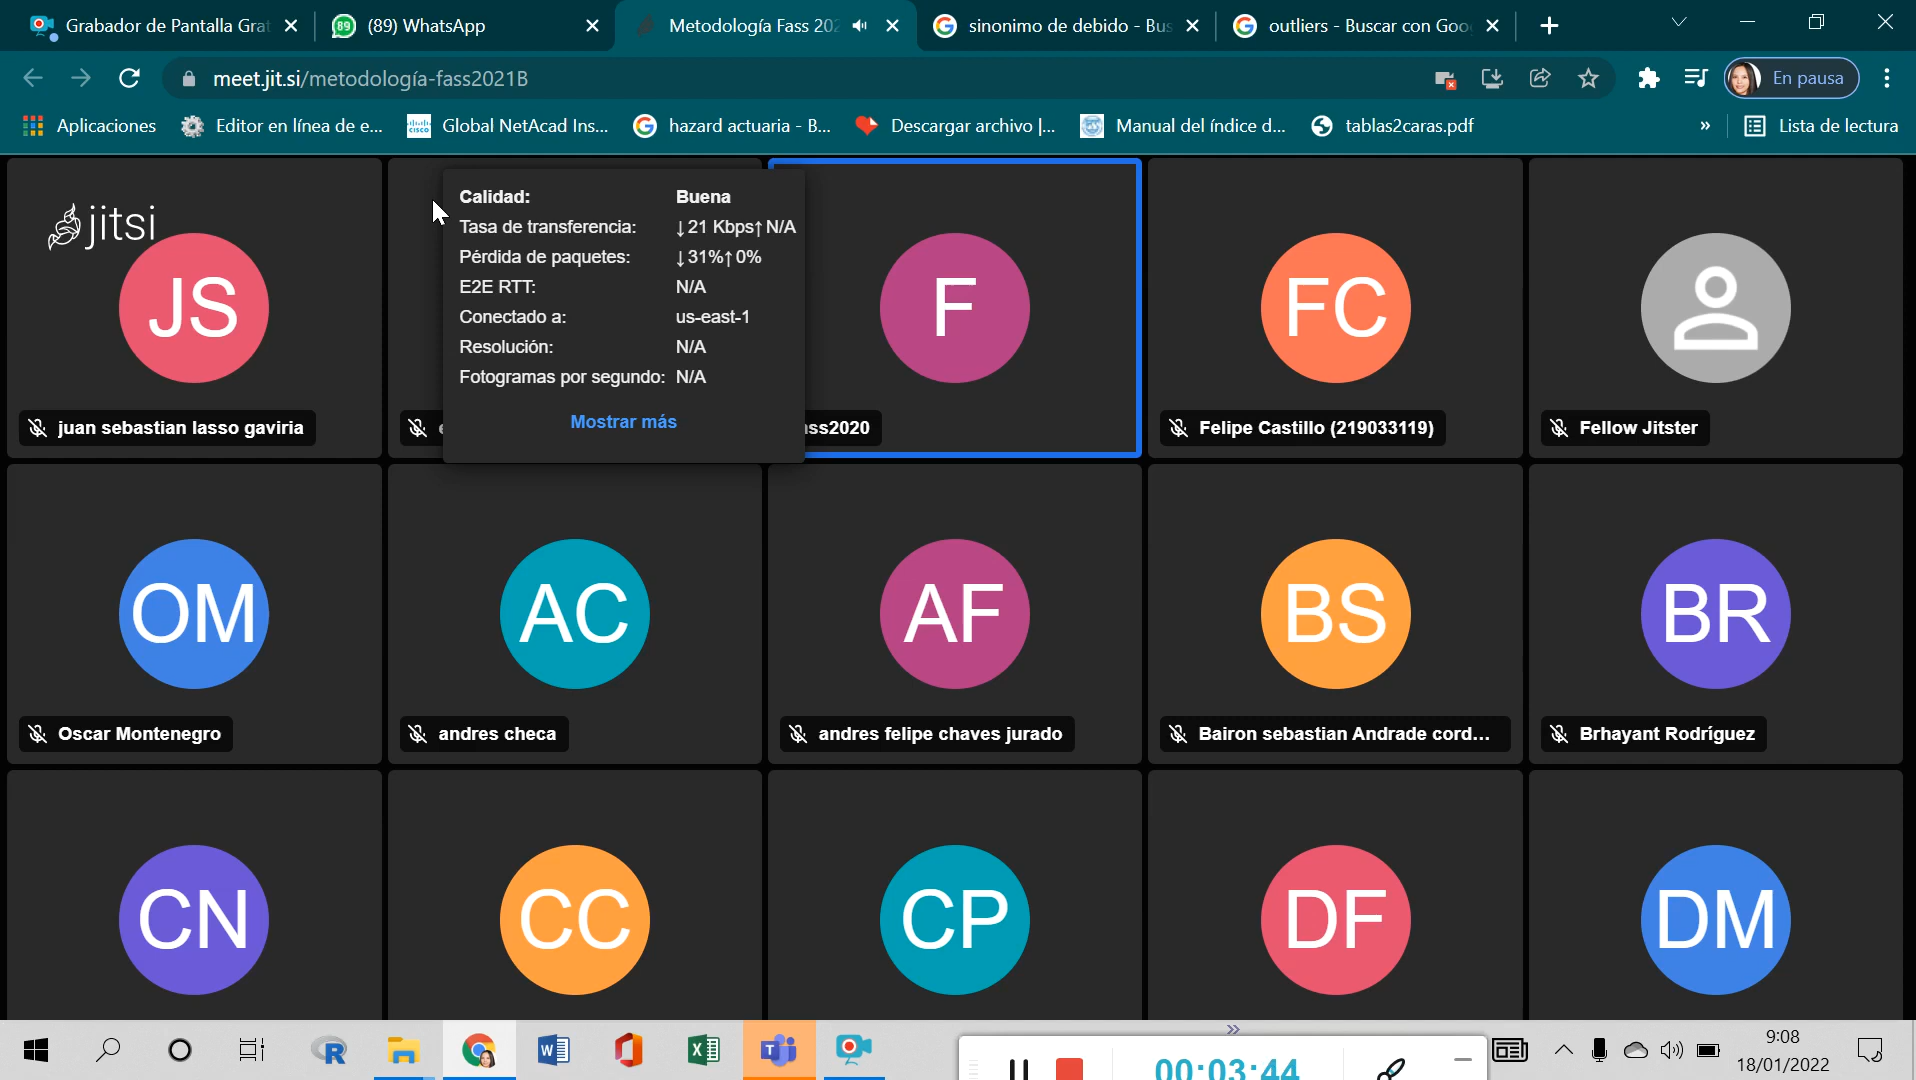 Grabador de Pantalla Grat
(89) WhatsApp
Metodología Fass 202
sinonimo de debido - Bus
outliers - Buscar con Goo
meet.jit.si/metodología-fass2021B
En pausa
Aplicaciones
Editor en línea de e...
Global NetAcad Ins...
hazard actuaria - B...
Descargar archivo |...
Manual del índice d...
tablas2caras.pdf
»
Lista de lectura
jitsi
JS
juan sebastian lasso gaviria
Calidad: Buena
Tasa de transferencia: ↓21 Kbps↑N/A
Pérdida de paquetes: ↓31%↑0%
E2E RTT: N/A
Conectado a: us-east-1
Resolución: N/A
Fotogramas por segundo: N/A
Mostrar más
F
ss2020
FC
Felipe Castillo (219033119)
Fellow Jitster
OM
Oscar Montenegro
AC
andres checa
AF
andres felipe chaves jurado
BS
Bairon sebastian Andrade cord...
BR
Brhayant Rodríguez
CN
CC
CP
DF
DM
00:03:44
9:08
18/01/2022